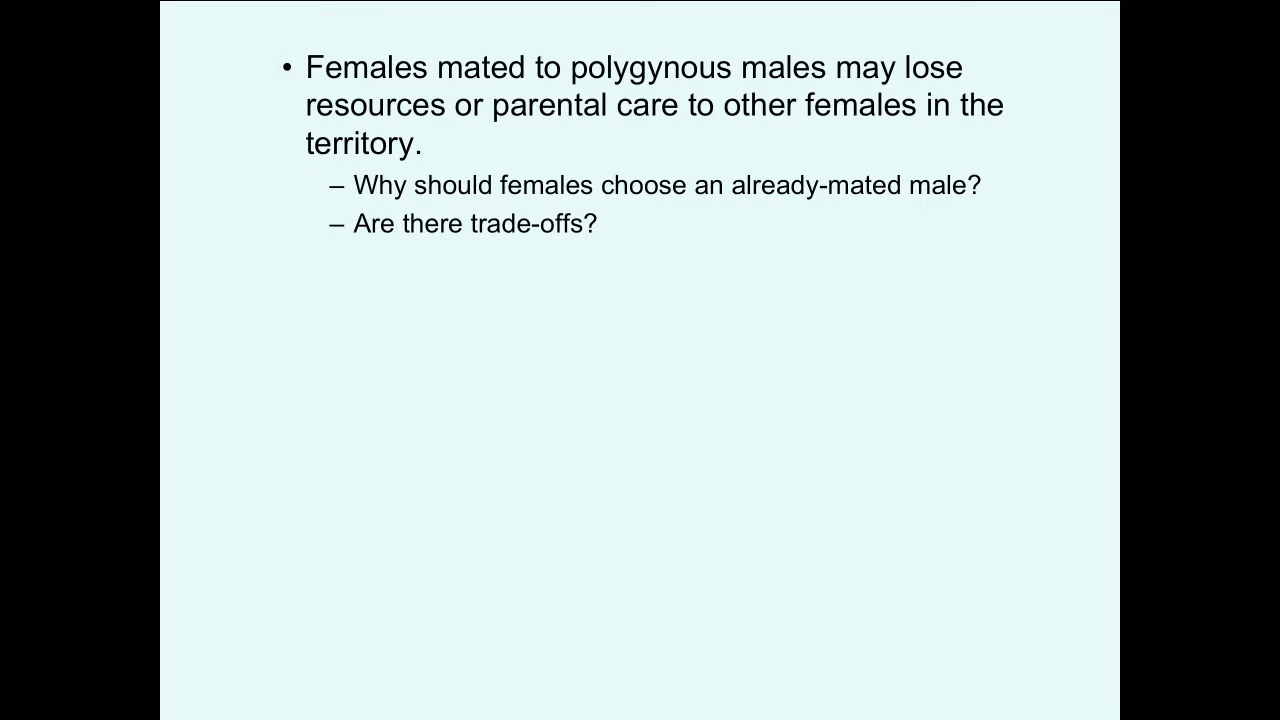 • Females mated to polygynous males may lose
resources or parental care to other females in the
territory.
– Why should females choose an already-mated male?
– Are there trade-offs?